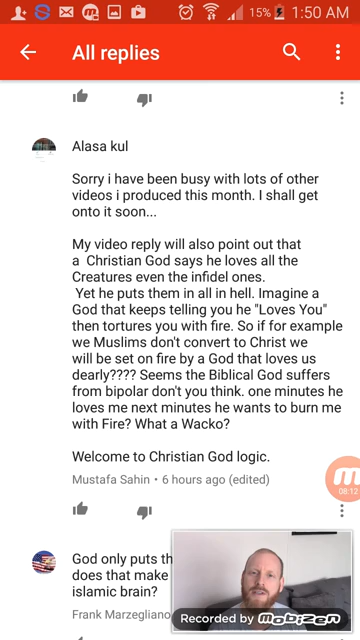 15% 1:50 AM
All replies
Alasa kul
Sorry i have been busy with lots of other
videos i produced this month. I shall get
onto it soon...
My video reply will also point out that
a Christian God says he loves all the
Creatures even the infidel ones.
Yet he puts them in all in hell. Imagine a
God that keeps telling you he "Loves You"
then tortures you with fire. So if for example
we Muslims don't convert to Christ we
will be set on fire by a God that loves us
dearly???? Seems the Biblical God suffers
from bipolar don't you think. one minutes he
loves me next minutes he wants to burn me
with Fire? What a Wacko?
Welcome to Christian God logic.
Mustafa Sahin • 6 hours ago (edited)
08:12
God only puts th
does that make
islamic brain?
Frank Marzegliano
Recorded by mobizen